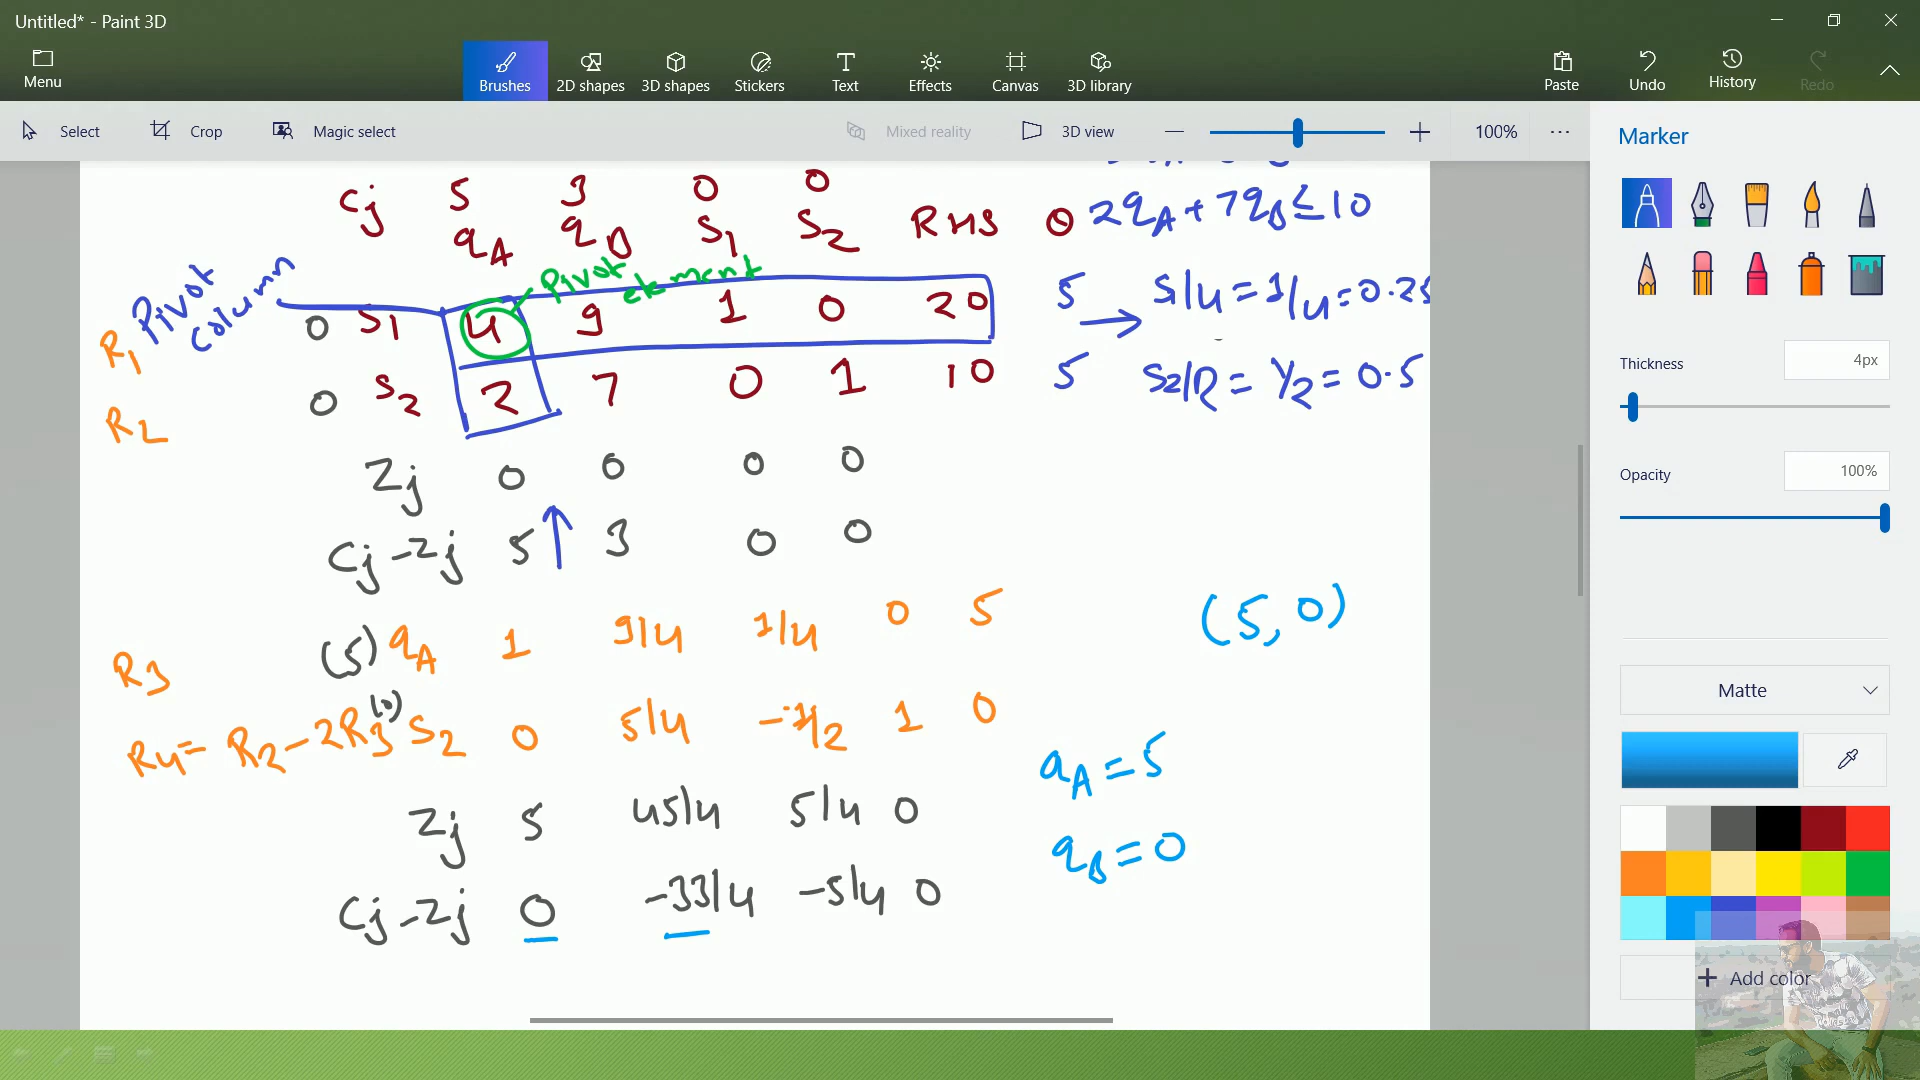 Untitled* - Paint 3D
Menu
Brushes 2D shapes 3D shapes Stickers Text Effects Canvas 3D library
Paste Undo History Redo
Select Crop Magic select Mixed reality 3D view 100% ...
Marker
Thickness 4px
Opacity 100%
Matte
+ Add color
Cj 5 3 0 0
qA qB S1 S2 RHS θ
2qA + 7qB ≤ 10
Pivot column
Pivot element
R1 0 S1 4 9 1 0 20 5 → S1/4 = 1/4 = 0.25
R2 0 S2 2 7 0 1 10 5 S2/2 = 1/2 = 0.5
Zj 0 0 0 0
Cj - Zj 5 3 0 0
R3 (5) qA 1 9/4 1/4 0 5
(5, 0)
R4 = R2 - 2R3 (0) S2 0 5/4 -1/2 1 0
qA = 5
Zj 5 45/4 5/4 0
qB = 0
Cj - Zj 0 -33/4 -5/4 0